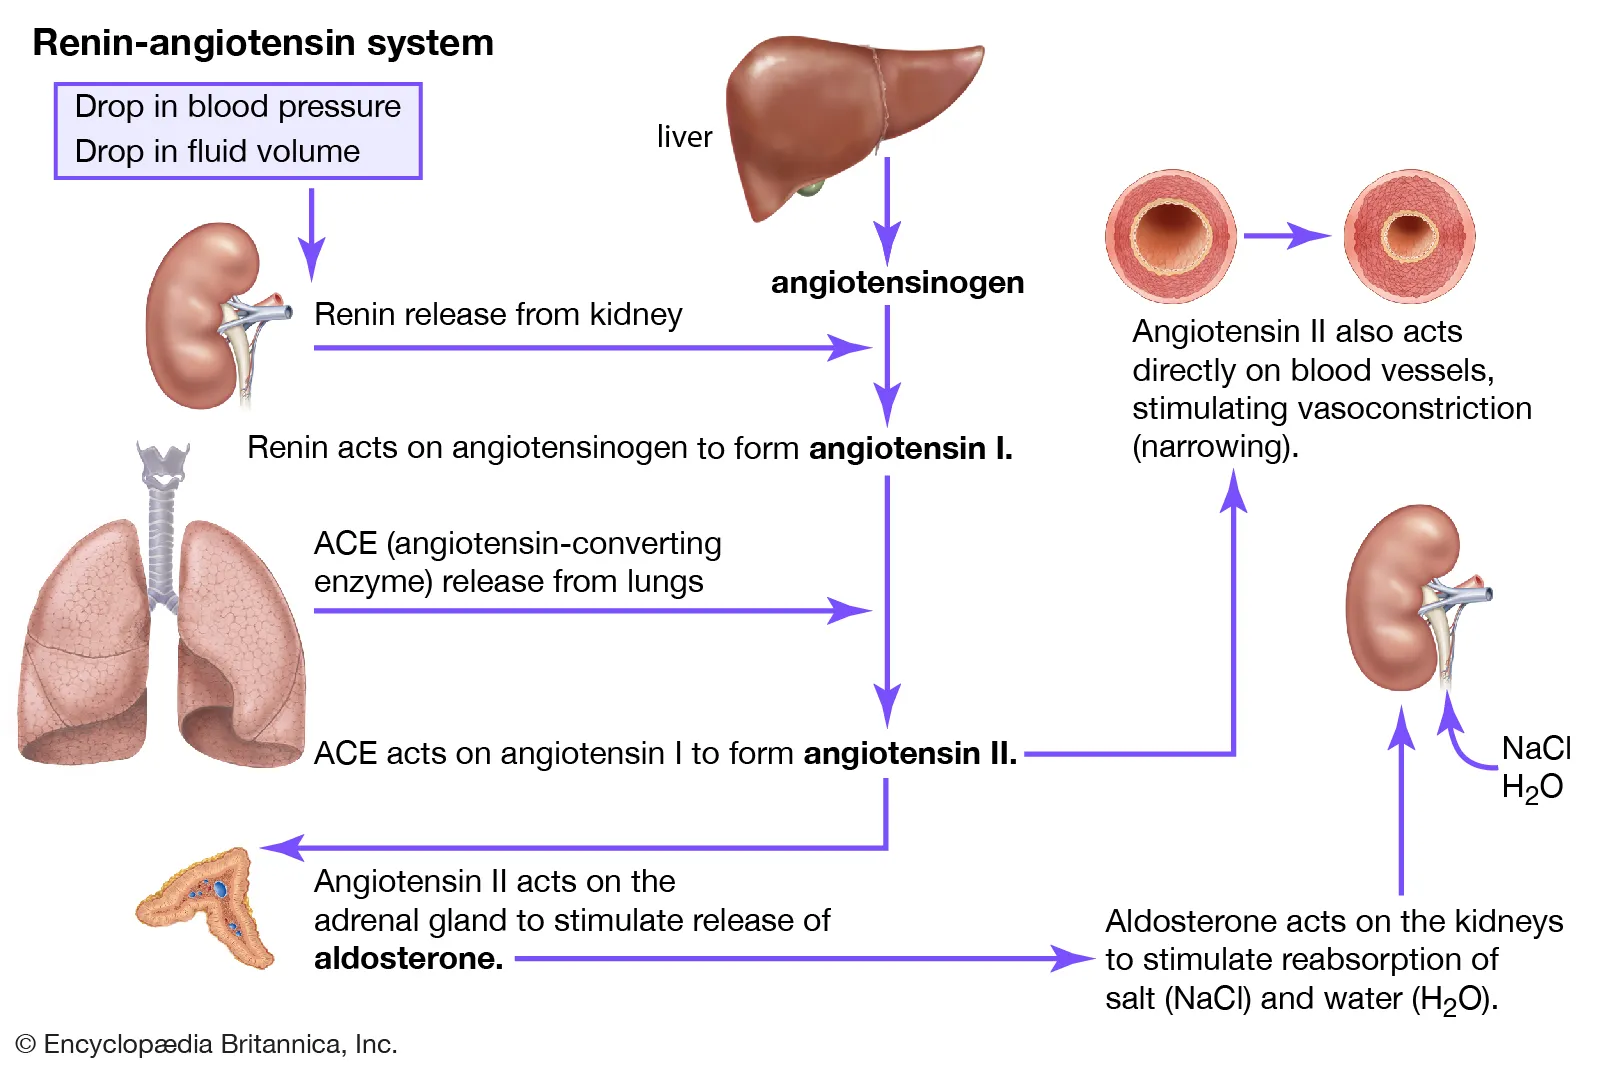 Renin-angiotensin system
Drop in blood pressure
Drop in fluid volume
liver
angiotensinogen
Renin release from kidney
Renin acts on angiotensinogen to form angiotensin I.
ACE (angiotensin-converting
enzyme) release from lungs
ACE acts on angiotensin I to form angiotensin II.
Angiotensin II also acts
directly on blood vessels,
stimulating vasoconstriction
(narrowing).
NaCl
H₂O
Angiotensin II acts on the
adrenal gland to stimulate release of
aldosterone.
Aldosterone acts on the kidneys
to stimulate reabsorption of
salt (NaCl) and water (H₂O).
© Encyclopædia Britannica, Inc.